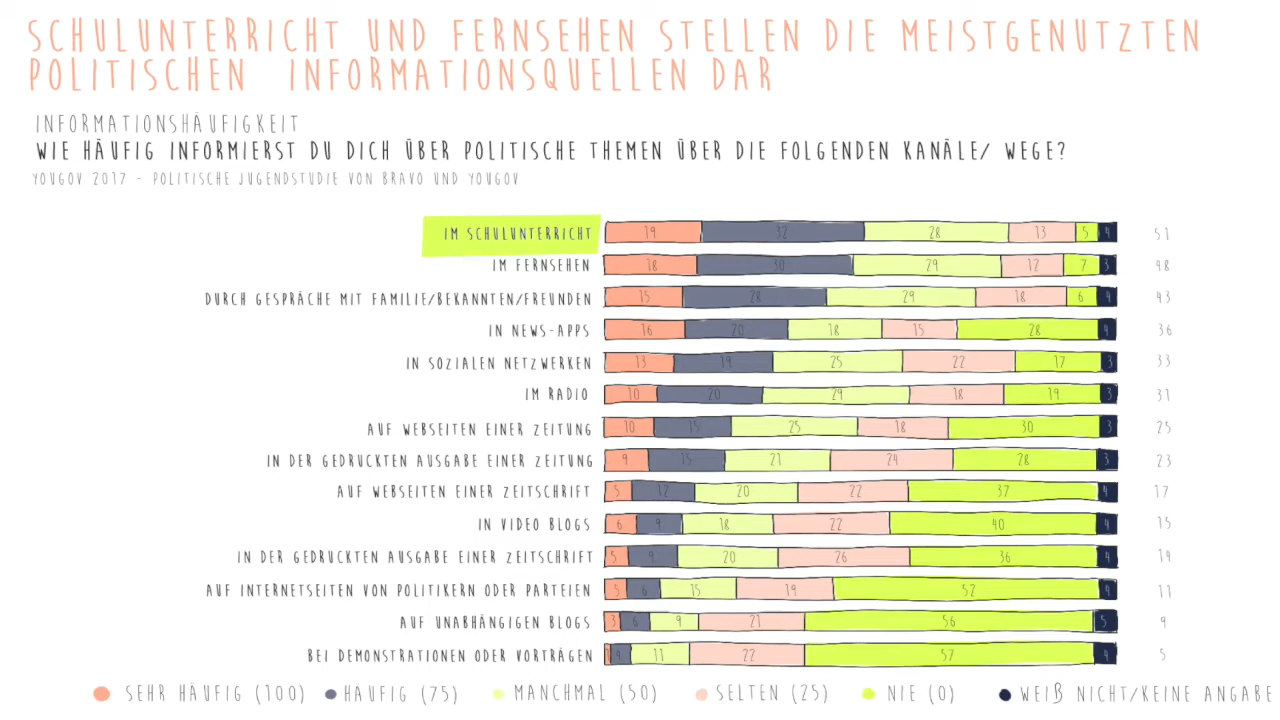 SCHULUNTERRICHT UND FERNSEHEN STELLEN DIE MEISTGENUTZTEN
POLITISCHEN INFORMATIONSQUELLEN DAR
INFORMATIONSHÄUFIGKEIT
WIE HÄUFIG INFORMIERST DU DICH ÜBER POLITISCHE THEMEN ÜBER DIE FOLGENDEN KANÄLE/ WEGE?
YOUGOV 2017 - POLITISCHE JUGENDSTUDIE VON BRAVO UND YOUGOV
IM SCHULUNTERRICHT 19 32 28 13 5 4 51
IM FERNSEHEN 18 30 29 12 7 3 48
DURCH GESPRÄCHE MIT FAMILIE/BEKANNTEN/FREUNDEN 15 28 29 18 6 4 43
IN NEWS-APPS 16 20 18 15 28 4 36
IN SOZIALEN NETZWERKEN 13 19 25 22 17 3 33
IM RADIO 10 20 29 18 19 3 31
AUF WEBSEITEN EINER ZEITUNG 10 15 25 18 30 3 25
IN DER GEDRUCKTEN AUSGABE EINER ZEITUNG 9 15 21 24 28 3 23
AUF WEBSEITEN EINER ZEITSCHRIFT 5 12 20 22 37 4 17
IN VIDEO BLOGS 6 9 18 22 40 4 15
IN DER GEDRUCKTEN AUSGABE EINER ZEITSCHRIFT 5 9 20 26 36 4 14
AUF INTERNETSEITEN VON POLITIKERN ODER PARTEIEN 5 6 15 19 52 4 11
AUF UNABHÄNGIGEN BLOGS 3 6 9 21 56 5 9
BEI DEMONSTRATIONEN ODER VORTRÄGEN 1 4 11 22 57 4 5
SEHR HÄUFIG (100) HÄUFIG (75) MANCHMAL (50) SELTEN (25) NIE (0) WEIß NICHT/KEINE ANGABE